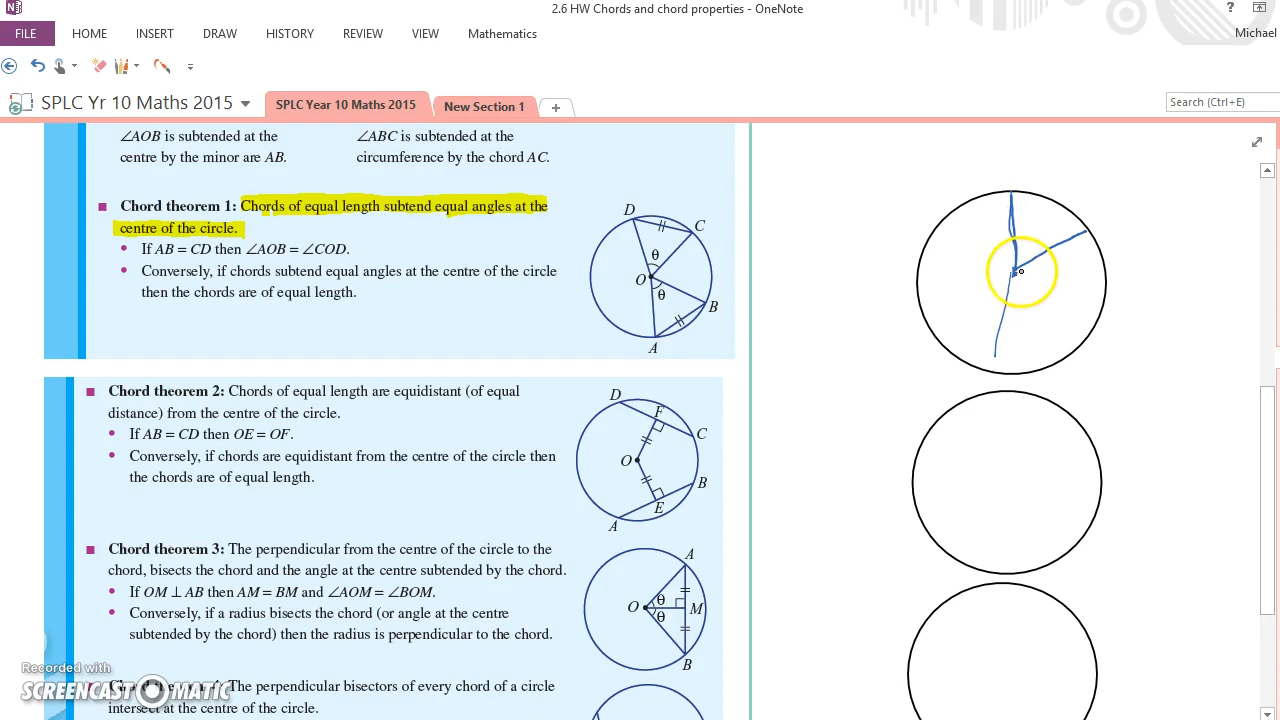 2.6 HW Chords and chord properties - OneNote
?
FILE HOME INSERT DRAW HISTORY REVIEW VIEW Mathematics
Michael
SPLC Yr 10 Maths 2015
SPLC Year 10 Maths 2015
New Section 1
+
Search (Ctrl+E)
∠AOB is subtended at the
centre by the minor are AB.
∠ABC is subtended at the
circumference by the chord AC.
■ Chord theorem 1: Chords of equal length subtend equal angles at the
centre of the circle.
• If AB = CD then ∠AOB = ∠COD.
• Conversely, if chords subtend equal angles at the centre of the circle
then the chords are of equal length.
D
C
θ
O
θ
B
A
■ Chord theorem 2: Chords of equal length are equidistant (of equal
distance) from the centre of the circle.
• If AB = CD then OE = OF.
• Conversely, if chords are equidistant from the centre of the circle then
the chords are of equal length.
D
F
C
O
B
E
A
■ Chord theorem 3: The perpendicular from the centre of the circle to the
chord, bisects the chord and the angle at the centre subtended by the chord.
• If OM ⊥ AB then AM = BM and ∠AOM = ∠BOM.
• Conversely, if a radius bisects the chord (or angle at the centre
subtended by the chord) then the radius is perpendicular to the chord.
A
θ
O
M
θ
B
The perpendicular bisectors of every chord of a circle
intersect at the centre of the circle.
Recorded with
SCREENCAST-O-MATIC